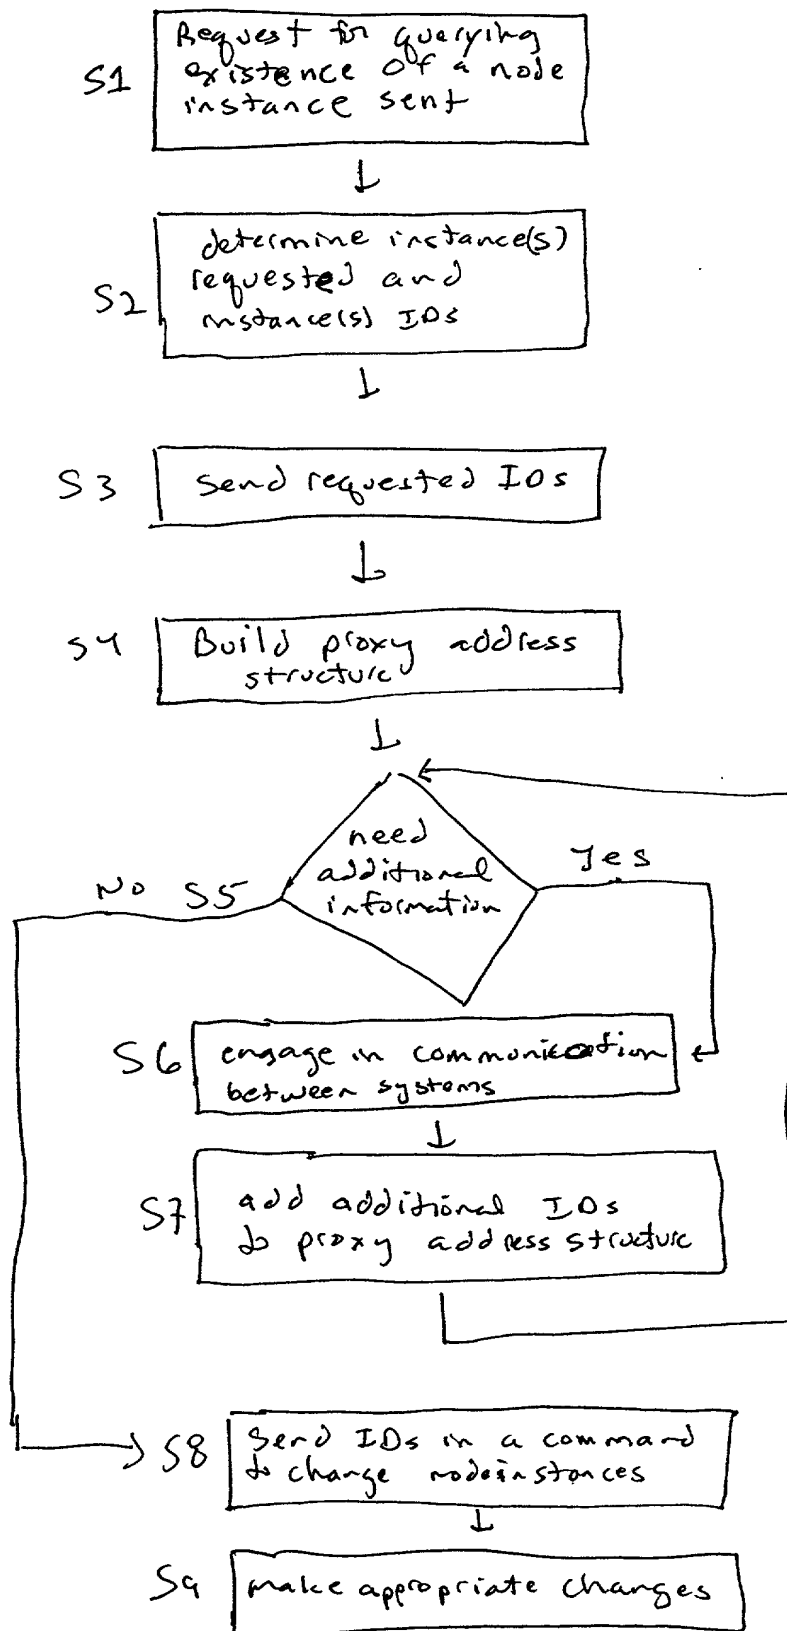 S1
Request for querying
existence of a node
instance sent
S2
determine instance(s)
requested and
instance(s) IDs
S3
Send requested IDs
S4
Build proxy address
structure
need
additional
information
Yes
No S5
S6
engage in communication
between systems
S7
add additional IDs
to proxy address structure
S8
Send IDs in a command
to change node instances
S9
make appropriate changes